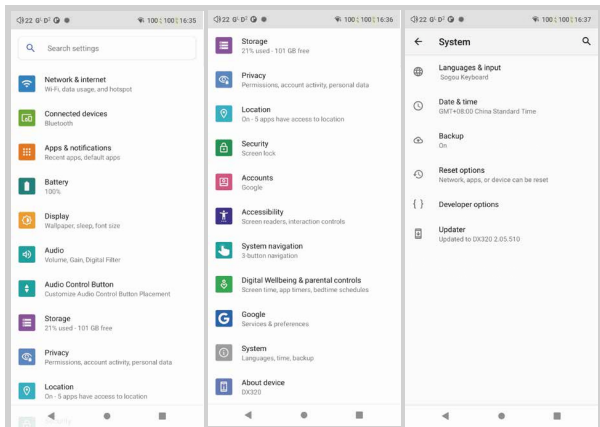 22 G D 100 100 16:35
Search settings
Network & internet
Wi-Fi, data usage, and hotspot
Connected devices
Bluetooth
Apps & notifications
Recent apps, default apps
Battery
100%
Display
Wallpaper, sleep, font size
Audio
Volume, Gain, Digital Filter
Audio Control Button
Customize Audio Control Button Placement
Storage
21% used - 101 GB free
Privacy
Permissions, account activity, personal data
Location
On - 5 apps have access to location
22 G D 100 100 16:36
Storage
21% used - 101 GB free
Privacy
Permissions, account activity, personal data
Location
On - 5 apps have access to location
Security
Screen lock
Accounts
Google
Accessibility
Screen readers, interaction controls
System navigation
3-button navigation
Digital Wellbeing & parental controls
Screen time, app timers, bedtime schedules
Google
Services & preferences
System
Languages, time, backup
About device
DX320
22 G D 100 100 16:37
System
Languages & input
Sogou Keyboard
Date & time
GMT+08:00 China Standard Time
Backup
On
Reset options
Network, apps, or device can be reset
Developer options
Updater
Updated to DX320 2.05.510